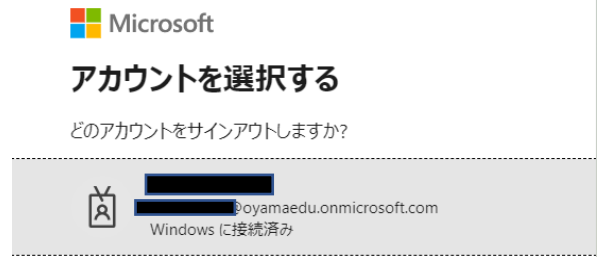 Microsoft
アカウントを選択する
どのアカウントをサインアウトしますか?
@oyamaedu.onmicrosoft.com
Windows に接続済み